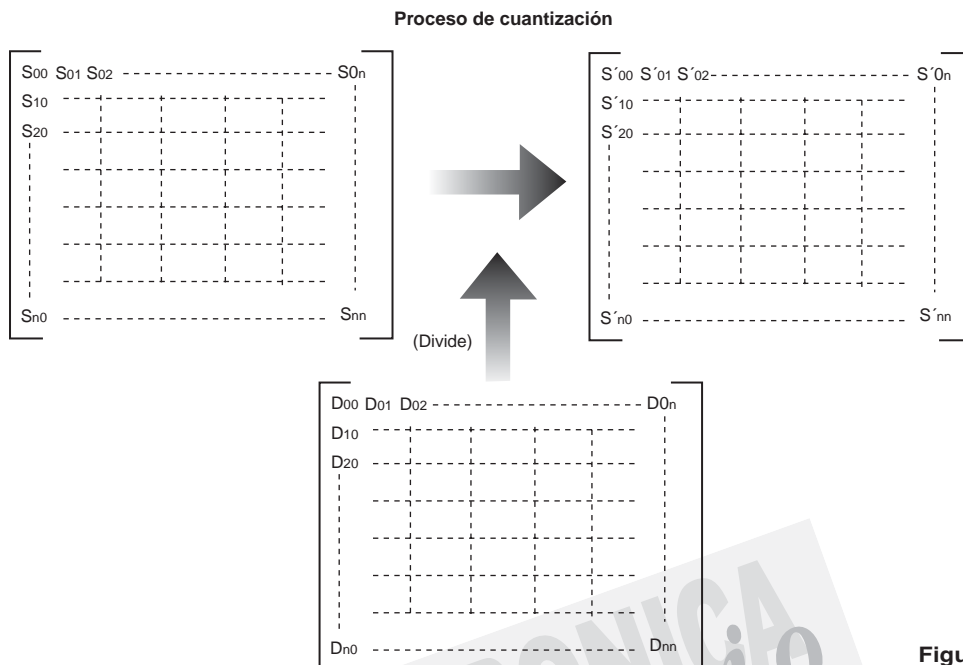 Proceso de cuantización
S00 S01 S02 S0n
S10
S20
Sn0 Snn
S´00 S´01 S´02 S´0n
S´10
S´20
S´n0 S´nn
(Divide)
D00 D01 D02 D0n
D10
D20
Dn0 Dnn